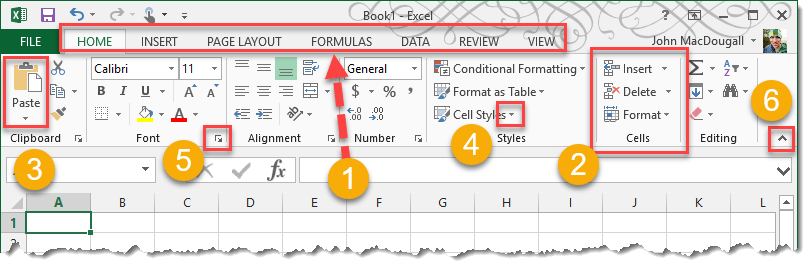 Book1 - Excel
FILE HOME INSERT PAGE LAYOUT FORMULAS DATA REVIEW VIEW John MacDougall
Paste
Calibri 11
B I U A A
A
General
$ % ,
.00 .0
Conditional Formatting
Format as Table
Cell Styles
Insert
Delete
Format
Σ A Z
Clipboard Font Alignment Number Styles Cells Editing
6
5 4
3 1 2
fx
A B C D E F G H I J K L
1